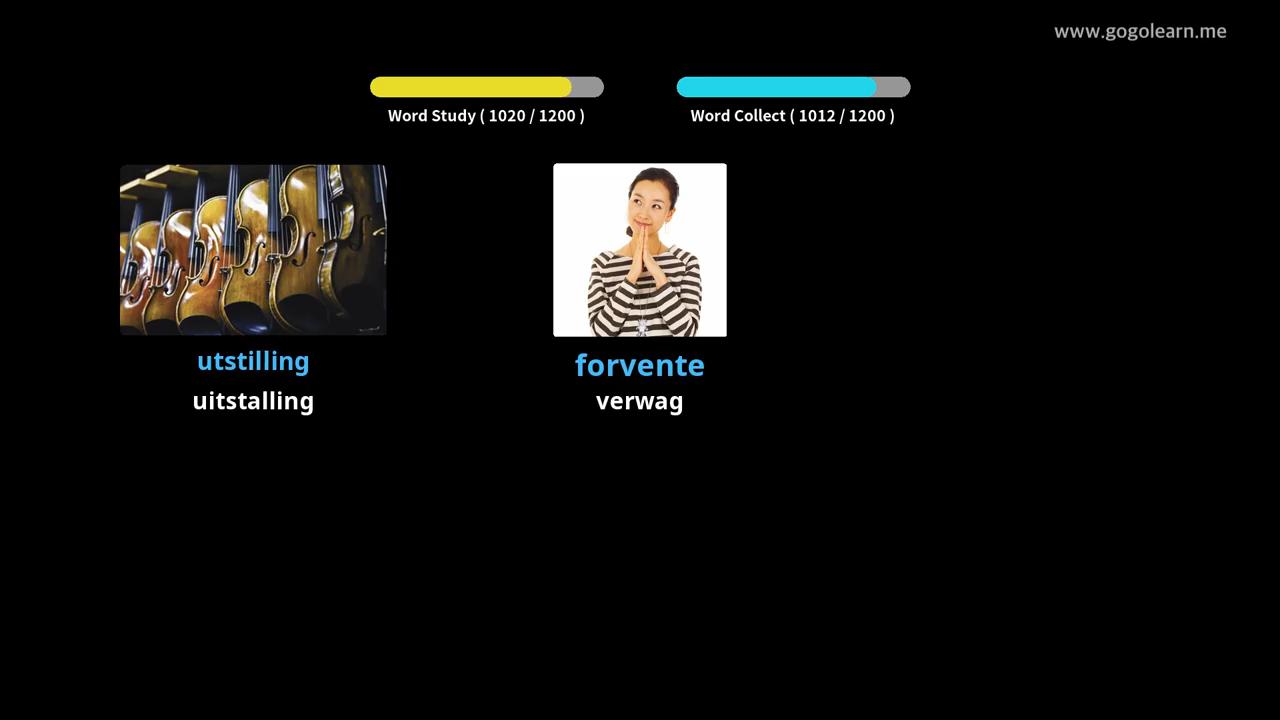 www.gogolearn.me
Word Study ( 1020 / 1200 )
Word Collect ( 1012 / 1200 )
utstilling
uitstalling
forvente
verwag